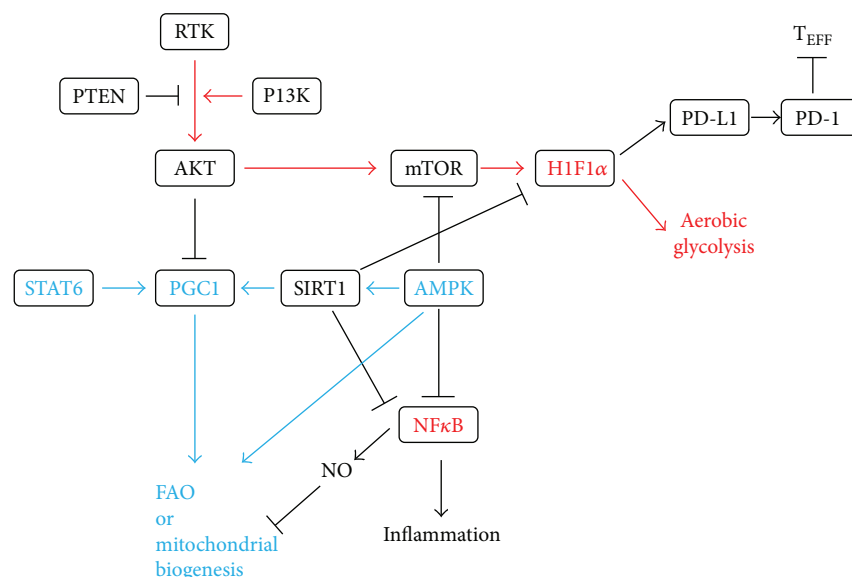 RTK
T_EFF
PTEN
P13K
PD-L1
PD-1
AKT
mTOR
H1F1α
Aerobic
glycolysis
STAT6
PGC1
SIRT1
AMPK
NFκB
NO
FAO
or
mitochondrial
biogenesis
Inflammation